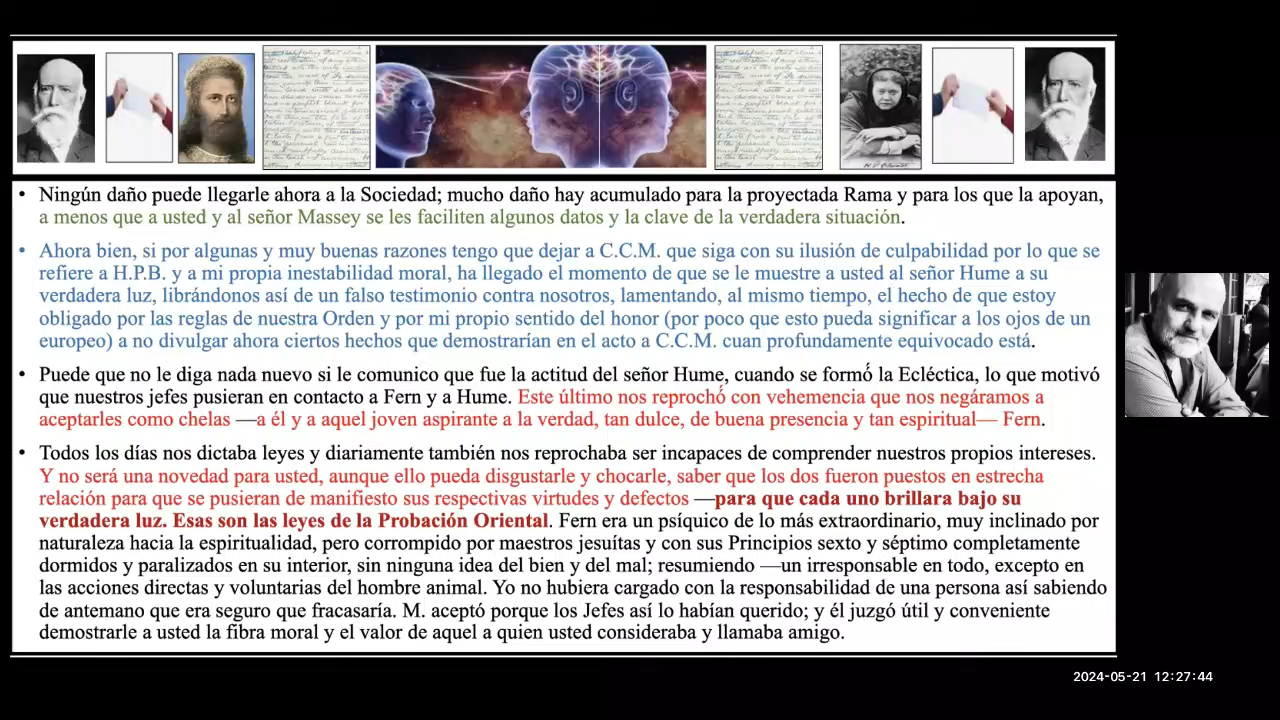 • Ningún daño puede llegarle ahora a la Sociedad; mucho daño hay acumulado para la proyectada Rama y para los que la apoyan,
a menos que a usted y al señor Massey se les faciliten algunos datos y la clave de la verdadera situación.
• Ahora bien, si por algunas y muy buenas razones tengo que dejar a C.C.M. que siga con su ilusión de culpabilidad por lo que se
refiere a H.P.B. y a mi propia inestabilidad moral, ha llegado el momento de que se le muestre a usted al señor Hume a su
verdadera luz, librándonos así de un falso testimonio contra nosotros, lamentando, al mismo tiempo, el hecho de que estoy
obligado por las reglas de nuestra Orden y por mi propio sentido del honor (por poco que esto pueda significar a los ojos de un
europeo) a no divulgar ahora ciertos hechos que demostrarían en el acto a C.C.M. cuan profundamente equivocado está.
• Puede que no le diga nada nuevo si le comunico que fue la actitud del señor Hume, cuando se formó́ la Ecléctica, lo que motivó
que nuestros jefes pusieran en contacto a Fern y a Hume. Este último nos reprochó́ con vehemencia que nos negáramos a
aceptarles como chelas —a él y a aquel joven aspirante a la verdad, tan dulce, de buena presencia y tan espiritual— Fern.
• Todos los días nos dictaba leyes y diariamente también nos reprochaba ser incapaces de comprender nuestros propios intereses.
Y no será una novedad para usted, aunque ello pueda disgustarle y chocarle, saber que los dos fueron puestos en estrecha
relación para que se pusieran de manifiesto sus respectivas virtudes y defectos —para que cada uno brillara bajo su
verdadera luz. Esas son las leyes de la Probación Oriental. Fern era un psíquico de lo más extraordinario, muy inclinado por
naturaleza hacia la espiritualidad, pero corrompido por maestros jesuítas y con sus Principios sexto y séptimo completamente
dormidos y paralizados en su interior, sin ninguna idea del bien y del mal; resumiendo —un irresponsable en todo, excepto en
las acciones directas y voluntarias del hombre animal. Yo no hubiera cargado con la responsabilidad de una persona así sabiendo
de antemano que era seguro que fracasaría. M. aceptó porque los Jefes así lo habían querido; y él juzgó útil y conveniente
demostrarle a usted la fibra moral y el valor de aquel a quien usted consideraba y llamaba amigo.
2024-05-21 12:27:44